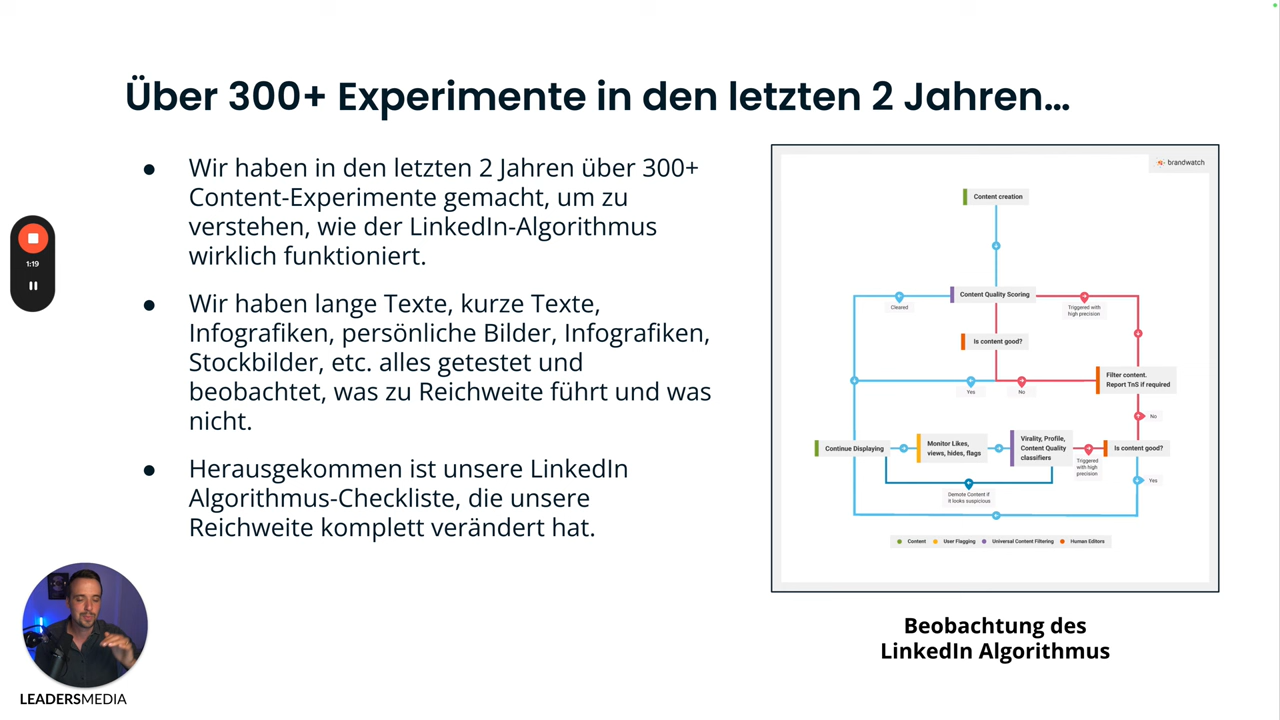 Über 300+ Experimente in den letzten 2 Jahren...
● Wir haben in den letzten 2 Jahren über 300+
Content-Experimente gemacht, um zu
verstehen, wie der LinkedIn-Algorithmus
wirklich funktioniert.
● Wir haben lange Texte, kurze Texte,
Infografiken, persönliche Bilder, Infografiken,
Stockbilder, etc. alles getestet und
beobachtet, was zu Reichweite führt und was
nicht.
● Herausgekommen ist unsere LinkedIn
Algorithmus-Checkliste, die unsere
Reichweite komplett verändert hat.
1:19
LEADERSMEDIA
brandwatch
Content creation
Content Quality Scoring
Cleared
Triggered with
high precision
Is content good?
Yes
No
Filter content.
Report TnS if required
No
Continue Displaying
Monitor Likes,
views, hides, flags
Virality, Profile,
Content Quality
classifiers
Triggered
with high
precision
Is content good?
Yes
Demote Content if
it looks suspicious
Content
User Flagging
Universal Content Filtering
Human Editors
Beobachtung des
LinkedIn Algorithmus